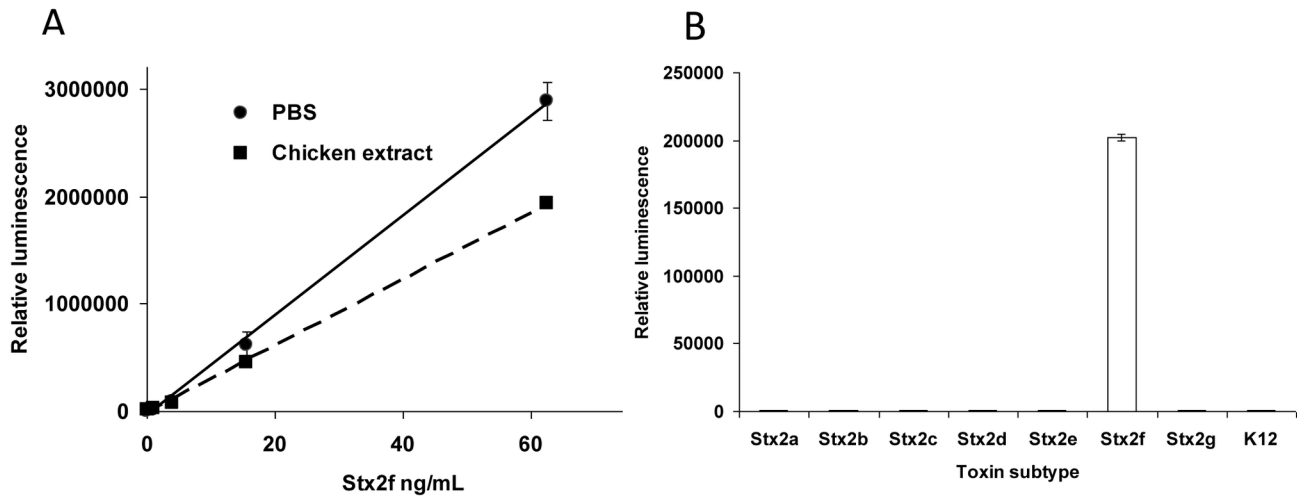 A
Relative luminescence
3000000
2000000
1000000
0
PBS
Chicken extract
0 20 40 60
Stx2f ng/mL
B
Relative luminescence
250000
200000
150000
100000
50000
0
Stx2a Stx2b Stx2c Stx2d Stx2e Stx2f Stx2g K12
Toxin subtype